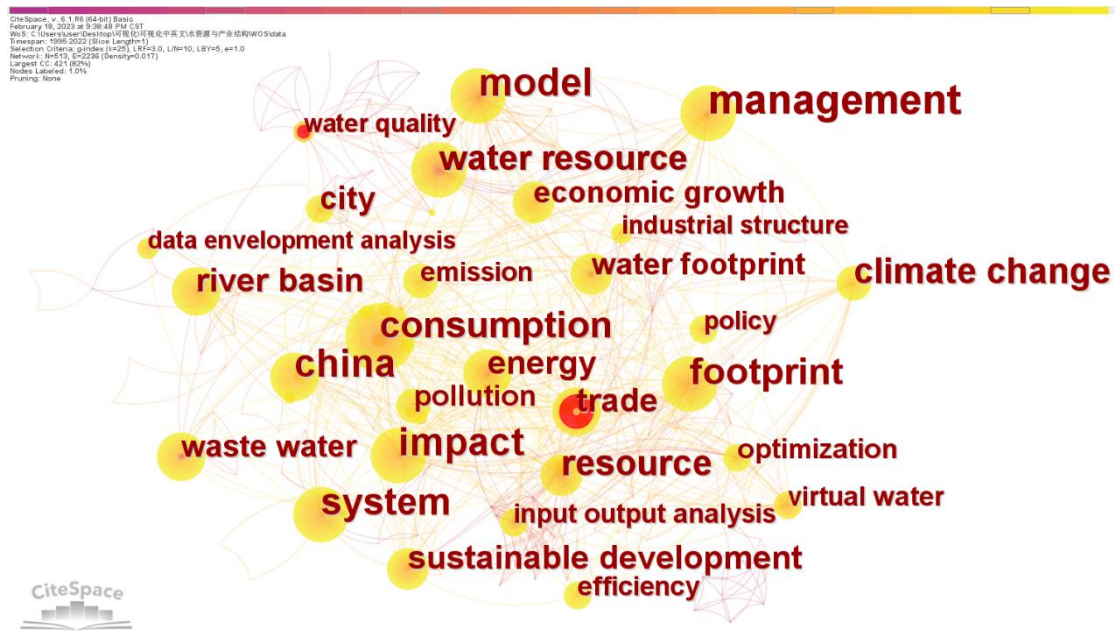 CiteSpace, v. 6.1.R6 (64-bit) Basic
February 18, 2023 at 9:38:48 PM CST
WoS: C:\Users\user\Desktop\可视化\可视化中英文\水资源与产业结构\WOS\data
Timespan: 1995-2022 (Slice Length=1)
Selection Criteria: g-index (k=25), LRF=3.0, L/N=10, LBY=5, e=1.0
Network: N=513, E=2236 (Density=0.017)
Largest CC: 421 (82%)
Nodes Labeled: 1.0%
Pruning: None
model
management
water quality
water resource
city
economic growth
industrial structure
data envelopment analysis
emission
water footprint
climate change
river basin
consumption
policy
china
energy
footprint
pollution
trade
waste water
impact
optimization
resource
system
virtual water
input output analysis
sustainable development
efficiency
CiteSpace